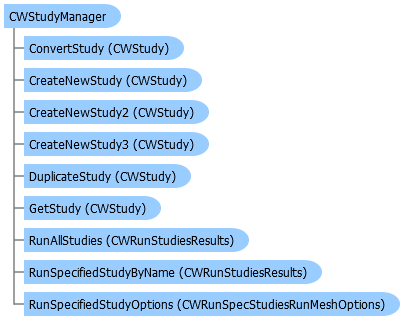 CWStudyManager
ConvertStudy (CWStudy)
CreateNewStudy (CWStudy)
CreateNewStudy2 (CWStudy)
CreateNewStudy3 (CWStudy)
DuplicateStudy (CWStudy)
GetStudy (CWStudy)
RunAllStudies (CWRunStudiesResults)
RunSpecifiedStudyByName (CWRunStudiesResults)
RunSpecifiedStudyOptions (CWRunSpecStudiesRunMeshOptions)